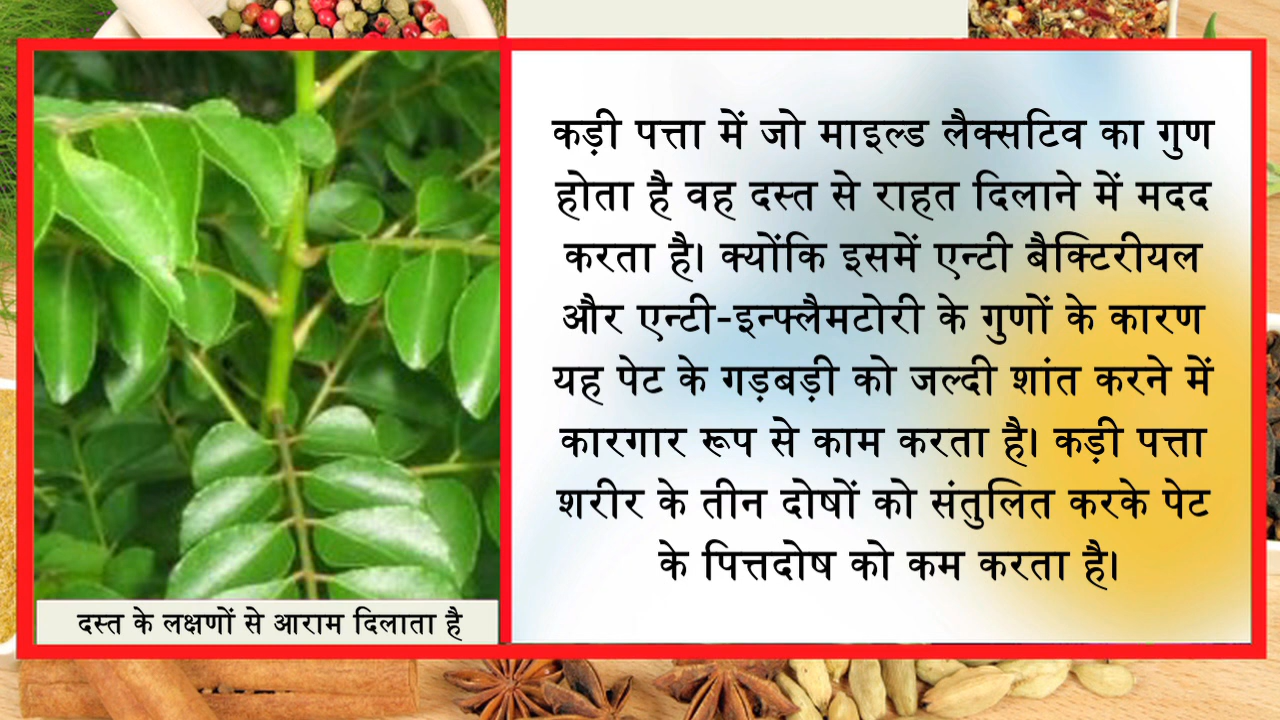 कड़ी पत्ता में जो माइल्ड लैक्सटिव का गुण
होता है वह दस्त से राहत दिलाने में मदद
करता है। क्योंकि इसमें एन्टी बैक्टिरीयल
और एन्टी-इन्फ्लैमटोरी के गुणों के कारण
यह पेट के गड़बड़ी को जल्दी शांत करने में
कारगार रूप से काम करता है। कड़ी पत्ता
शरीर के तीन दोषों को संतुलित करके पेट
के पित्तदोष को कम करता है।
दस्त के लक्षणों से आराम दिलाता है